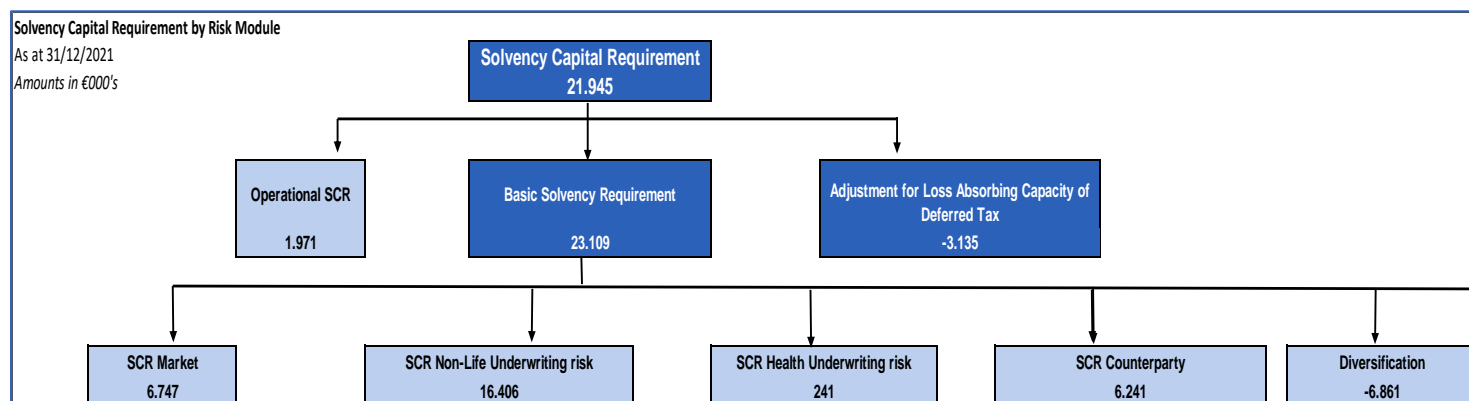 Solvency Capital Requirement by Risk Module
As at 31/12/2021
Amounts in €000's
Solvency Capital Requirement
21.945
Operational SCR
1.971
Basic Solvency Requirement
23.109
Adjustment for Loss Absorbing Capacity of
Deferred Tax
-3.135
SCR Market
6.747
SCR Non-Life Underwriting risk
16.406
SCR Health Underwriting risk
241
SCR Counterparty
6.241
Diversification
-6.861